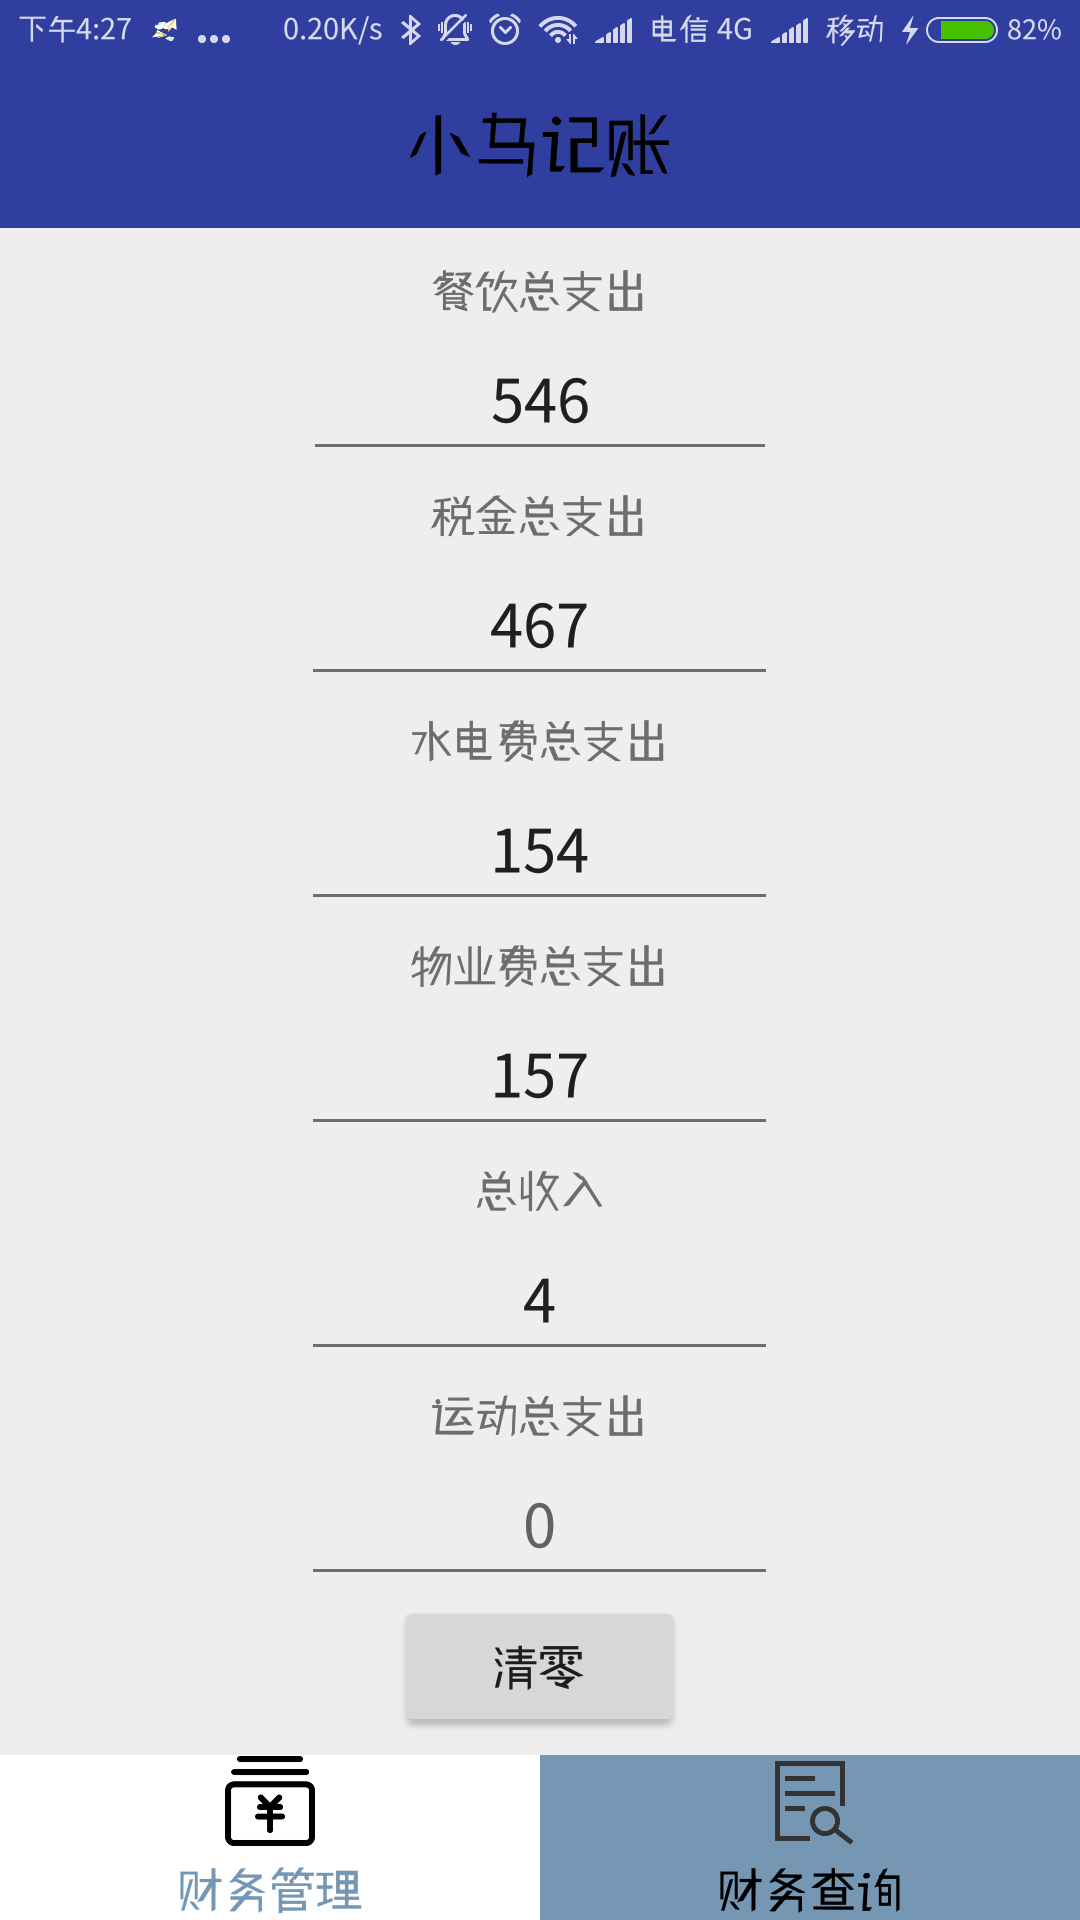 下午4:27 ... 0.20K/s 电信 4G 移动 82%
小马记账
餐饮总支出
546
税金总支出
467
水电费总支出
154
物业费总支出
157
总收入
4
运动总支出
0
清零
财务管理 财务查询